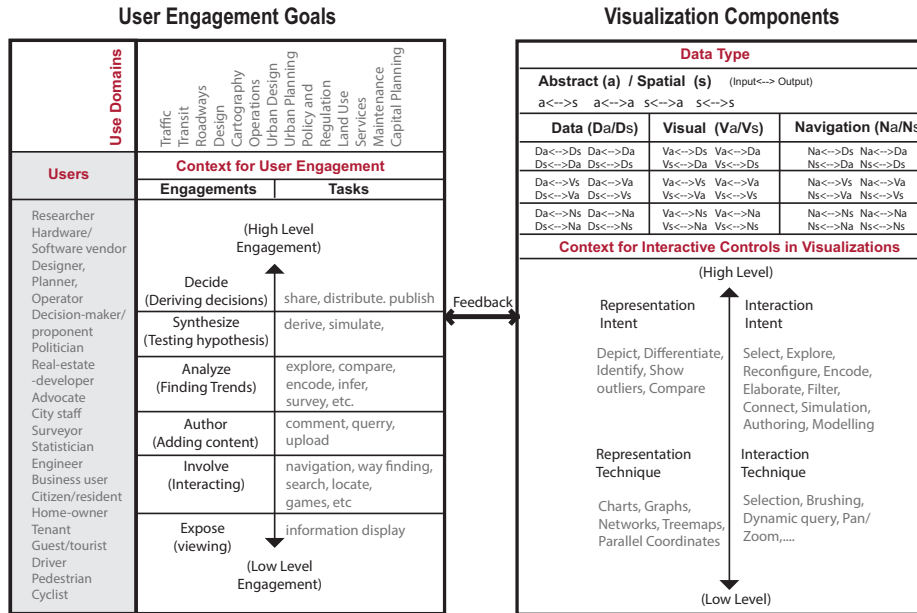 User Engagement Goals
Use Domains
Traffic
Transit
Roadways
Design
Cartography
Operations
Urban Design
Urban Planning
Policy and
Regulation
Land Use
Services
Maintenance
Capital Planning
Users
Context for User Engagement
Engagements Tasks
Researcher
Hardware/
Software vendor
Designer,
Planner,
Operator
Decision-maker/
proponent
Politician
Real-estate
-developer
Advocate
City staff
Surveyor
Statistician
Engineer
Business user
Citizen/resident
Home-owner
Tenant
Guest/tourist
Driver
Pedestrian
Cyclist
(High Level
Engagement)
Decide
(Deriving decisions)
share, distribute. publish
Synthesize
(Testing hypothesis)
derive, simulate,
Analyze
(Finding Trends)
explore, compare,
encode, infer,
survey, etc.
Author
(Adding content)
comment, querry,
upload
Involve
(Interacting)
navigation, way finding,
search, locate,
games, etc
Expose
(viewing)
information display
(Low Level
Engagement)
Feedback
Visualization Components
Data Type
Abstract (a) / Spatial (s) (Input<--> Output)
a<-->s a<-->a s<-->a s<-->s
Data (Da/Ds) Visual (Va/Vs) Navigation (Na/Ns
Da<-->Ds Da<-->Da Va<-->Ds Va<-->Da Na<-->Ds Na<-->Da
Ds<-->Da Ds<-->Ds Vs<-->Da Vs<-->Ds Ns<-->Da Ns<-->Ds
Da<-->Vs Da<-->Va Va<-->Vs Va<-->Va Na<-->Vs Na<-->Va
Ds<-->Va Ds<-->Vs Vs<-->Va Vs<-->Vs Ns<-->Va Ns<-->Vs
Da<-->Ns Da<-->Na Va<-->Ns Va<-->Na Na<-->Ns Na<-->Na
Ds<-->Na Ds<-->Ns Vs<-->Na Vs<-->Ns Ns<-->Na Ns<-->Ns
Context for Interactive Controls in Visualizations
(High Level)
Representation
Intent
Interaction
Intent
Depict, Differentiate,
Identify, Show
outliers, Compare
Select, Explore,
Reconfigure, Encode,
Elaborate, Filter,
Connect, Simulation,
Authoring, Modelling
Representation
Technique
Interaction
Technique
Charts, Graphs,
Networks, Treemaps,
Parallel Coordinates
Selection, Brushing,
Dynamic query, Pan/
Zoom,....
(Low Level)